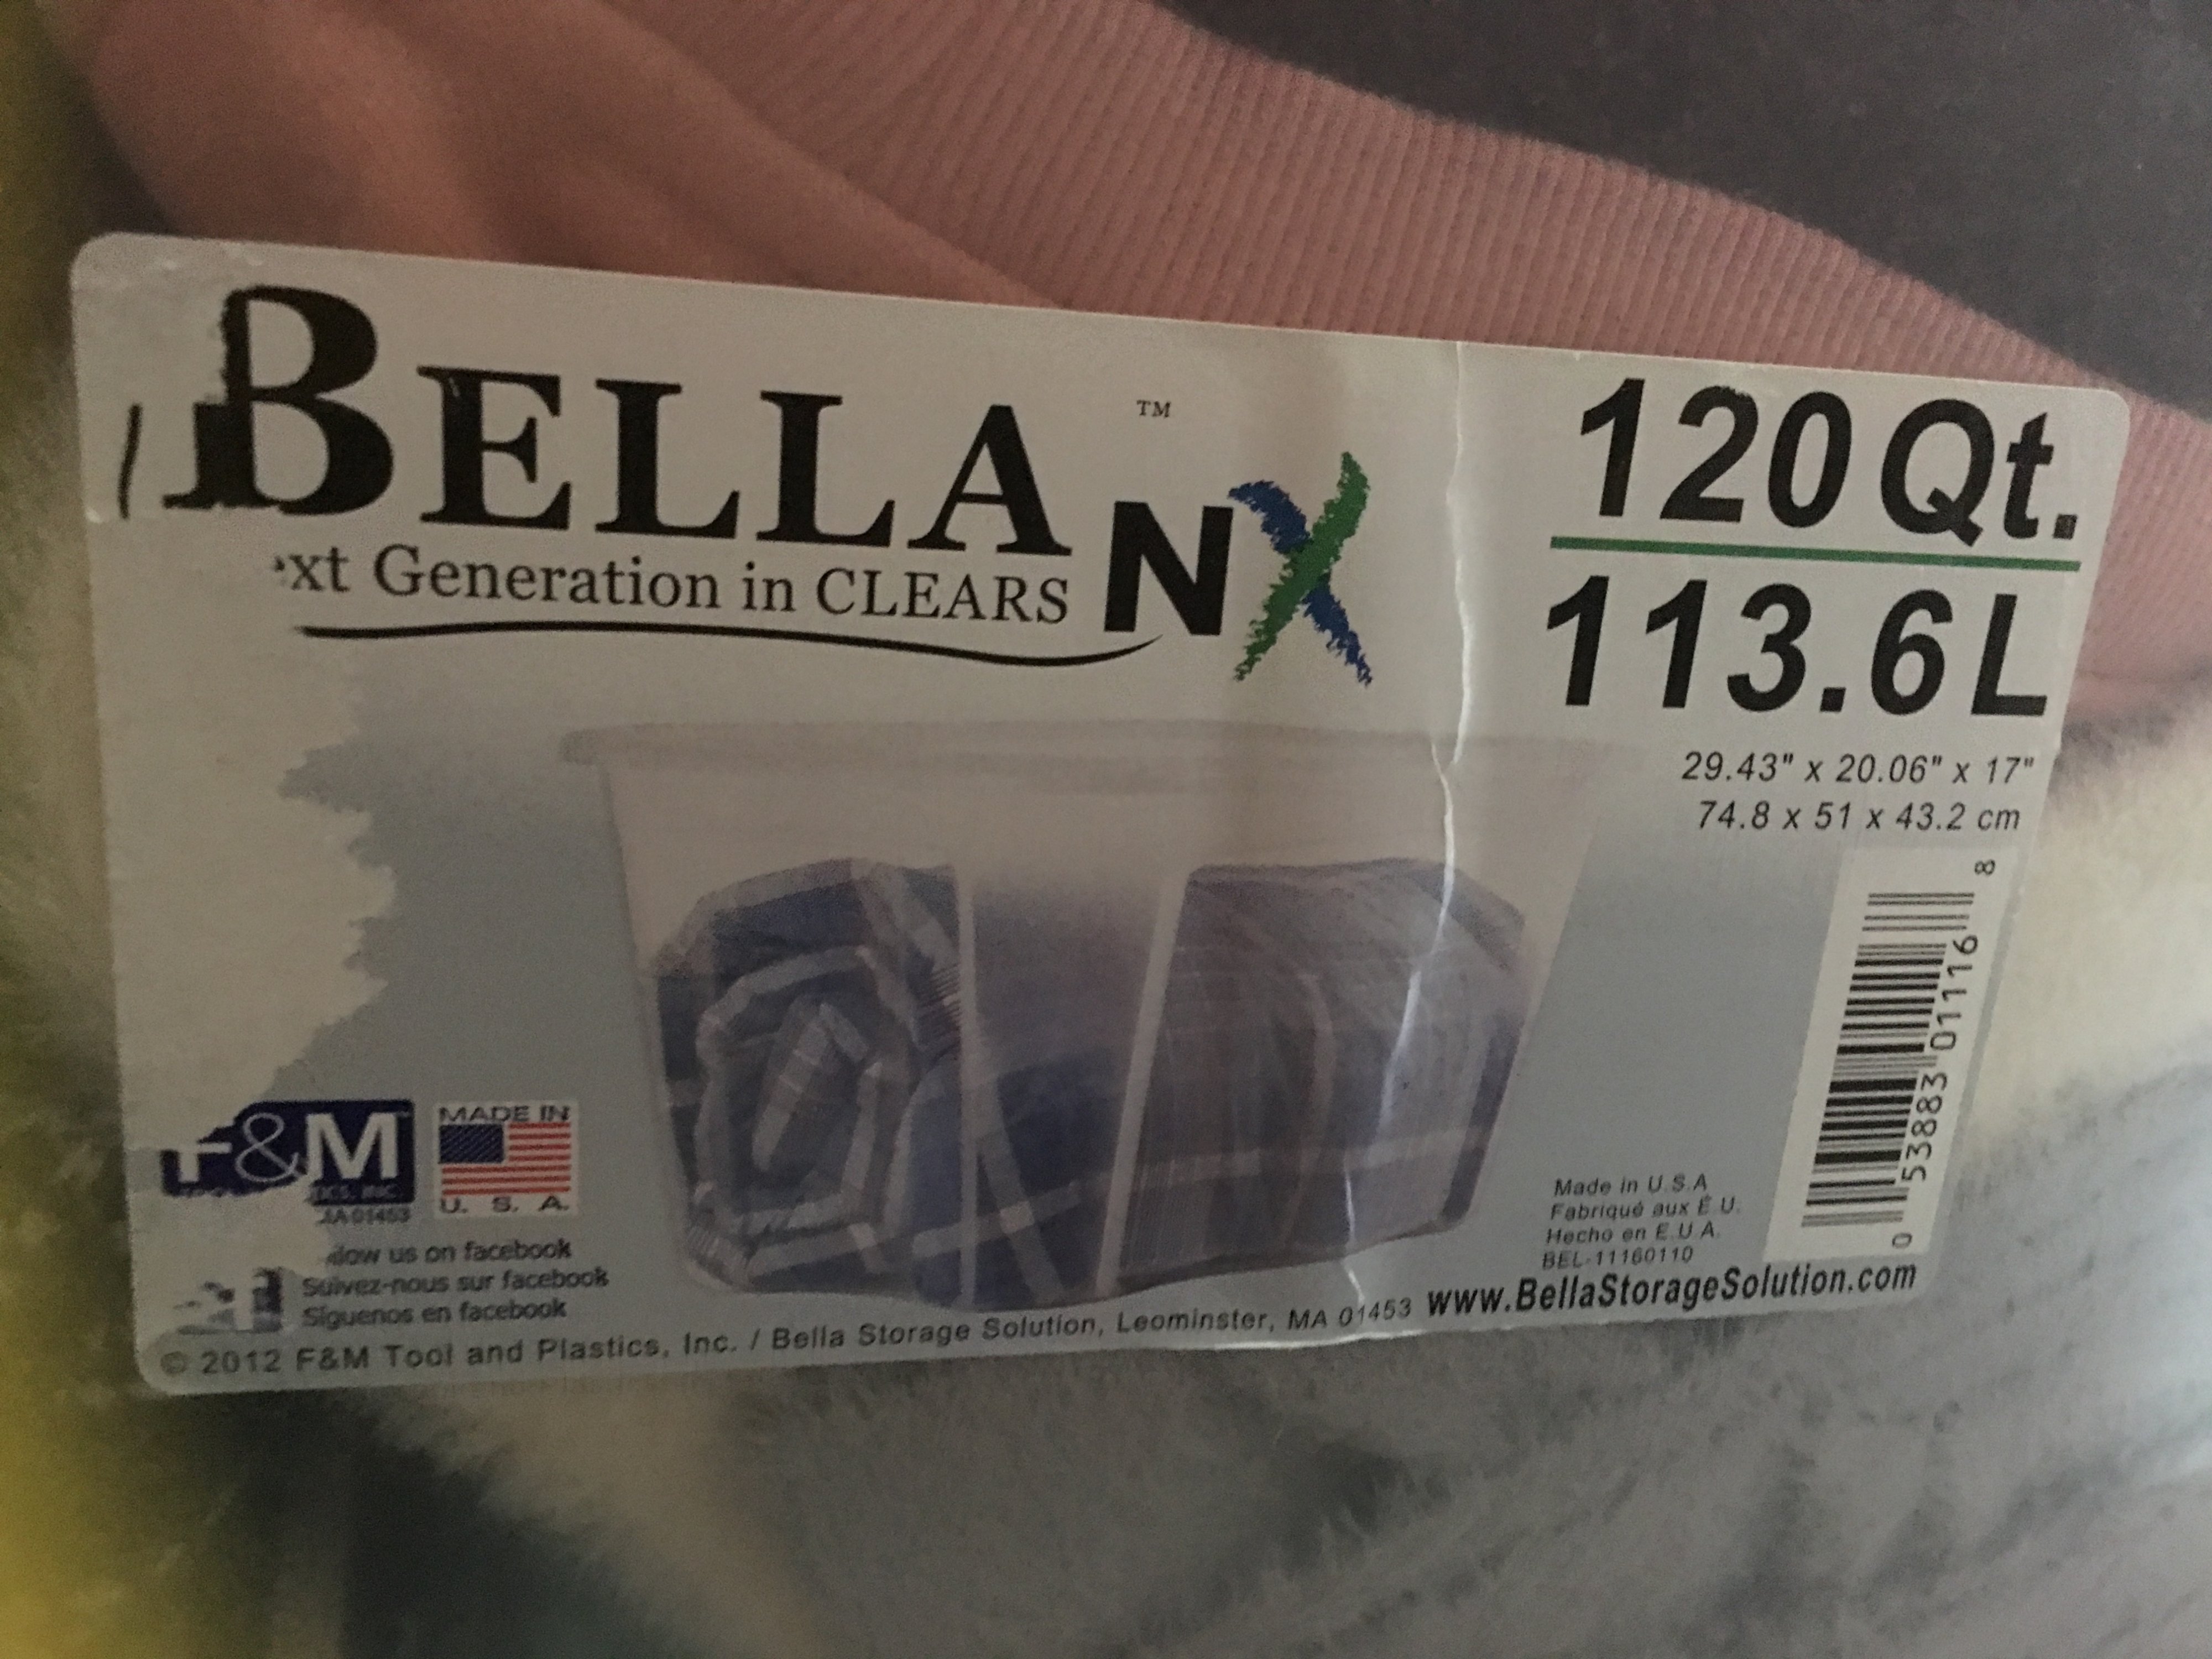 BELLA ™ NX
xt Generation in CLEARS
120 Qt.
113.6 L
29.43" x 20.06" x 17"
74.8 x 51 x 43.2 cm
0 53883 01116 8
F&M
MADE IN
U. S. A.
01453
us on facebook
Suivez-nous sur facebook
Siguenos en facebook
Made in U.S.A
Fabriqué aux É.U.
Hecho en E.U.A.
BEL-11160110
www.BellaStorageSolution.com
© 2012 F&M Tool and Plastics, Inc. / Bella Storage Solution, Leominster, MA 01453